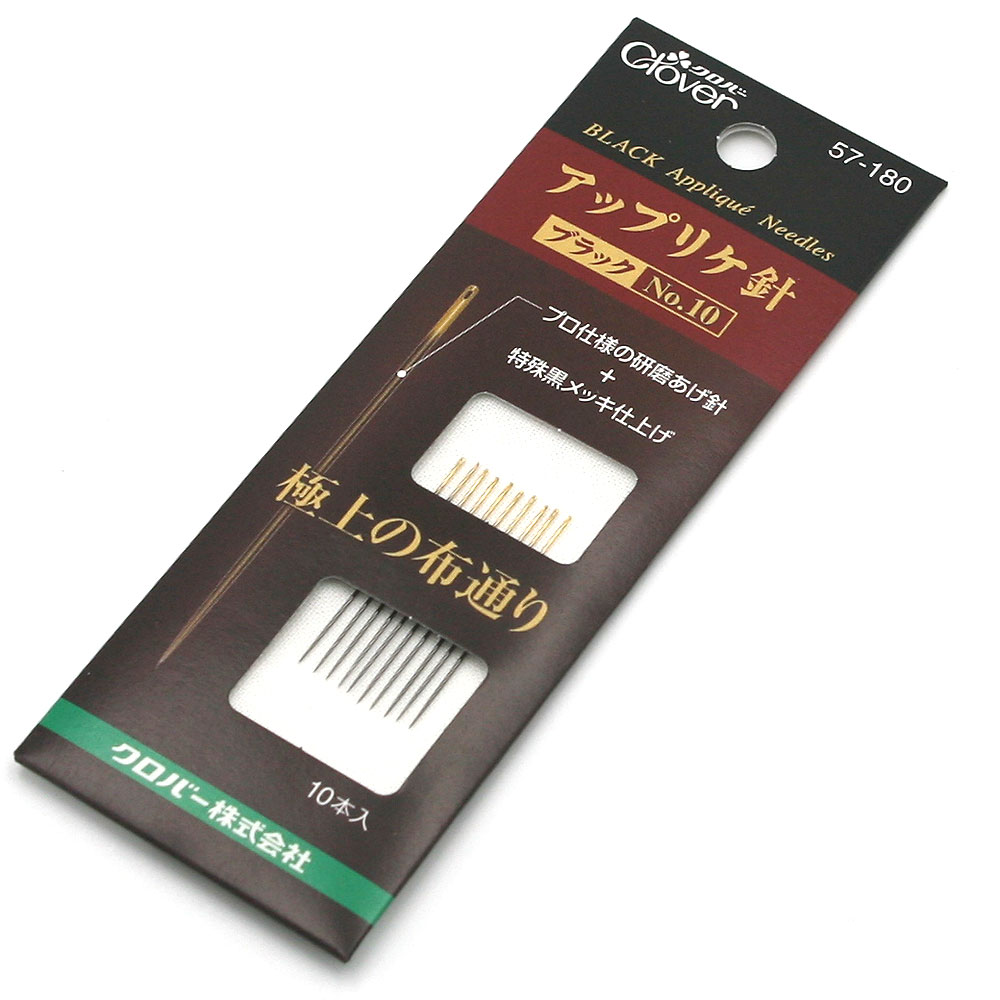 クロバー
Clover
57-180
BLACK Appliqué Needles
アップリケ針
ブラック No.10
プロ仕様の研磨あげ針
+
特殊黒メッキ仕上げ
極上の布通り
10本入
クロバー株式会社